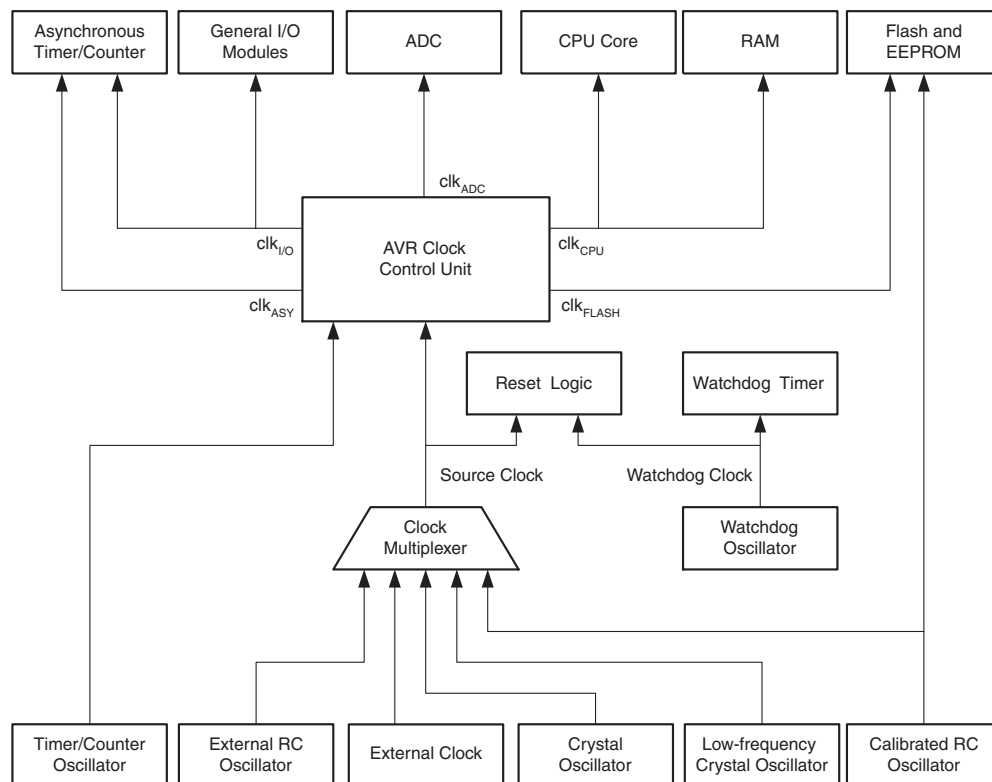 Asynchronous
Timer/Counter
General I/O
Modules
ADC
CPU Core
RAM
Flash and
EEPROM
clkADC
clkI/O
AVR Clock
Control Unit
clkCPU
clkASY
clkFLASH
Reset Logic
Watchdog Timer
Source Clock
Watchdog Clock
Clock
Multiplexer
Watchdog
Oscillator
Timer/Counter
Oscillator
External RC
Oscillator
External Clock
Crystal
Oscillator
Low-frequency
Crystal Oscillator
Calibrated RC
Oscillator